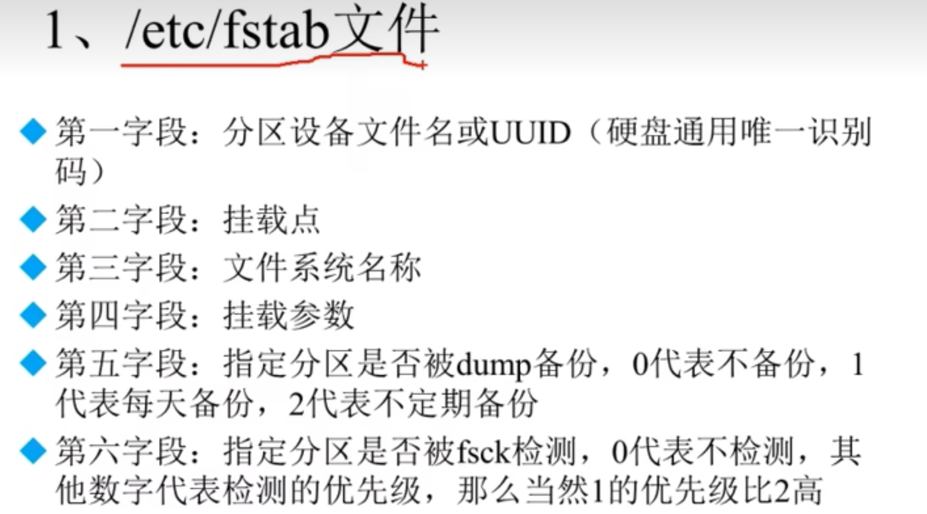 1、/etc/fstab文件
第一字段：分区设备文件名或UUID（硬盘通用唯一识别
码）
第二字段：挂载点
第三字段：文件系统名称
第四字段：挂载参数
第五字段：指定分区是否被dump备份，0代表不备份，1
代表每天备份，2代表不定期备份
第六字段：指定分区是否被fsck检测，0代表不检测，其
他数字代表检测的优先级，那么当然1的优先级比2高